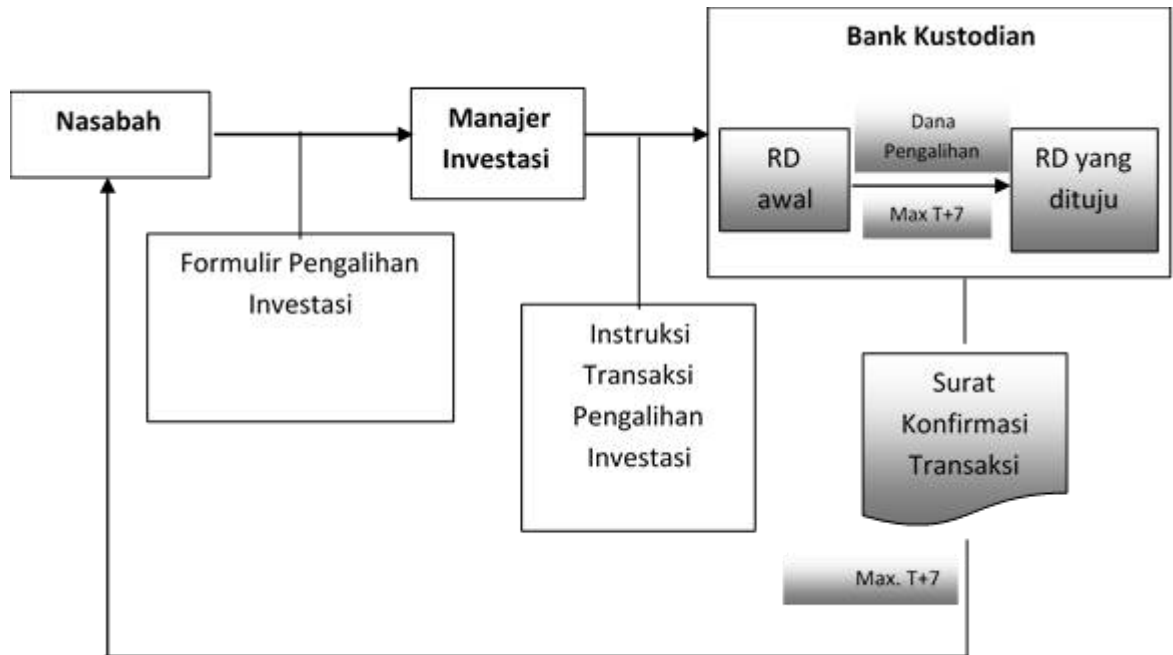 Bank Kustodian
Nasabah
Manajer
Investasi
Dana
Pengalihan
RD
awal
RD yang
dituju
Max T+7
Formulir Pengalihan
Investasi
Instruksi
Transaksi
Pengalihan
Investasi
Surat
Konfirmasi
Transaksi
Max. T+7